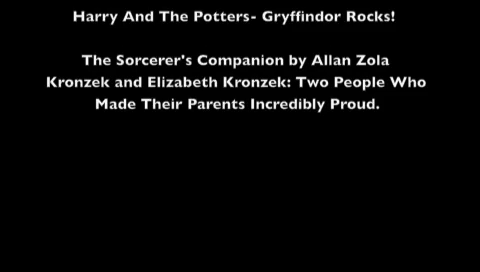 Harry And The Potters- Gryffindor Rocks!
The Sorcerer's Companion by Allan Zola
Kronzek and Elizabeth Kronzek: Two People Who
Made Their Parents Incredibly Proud.